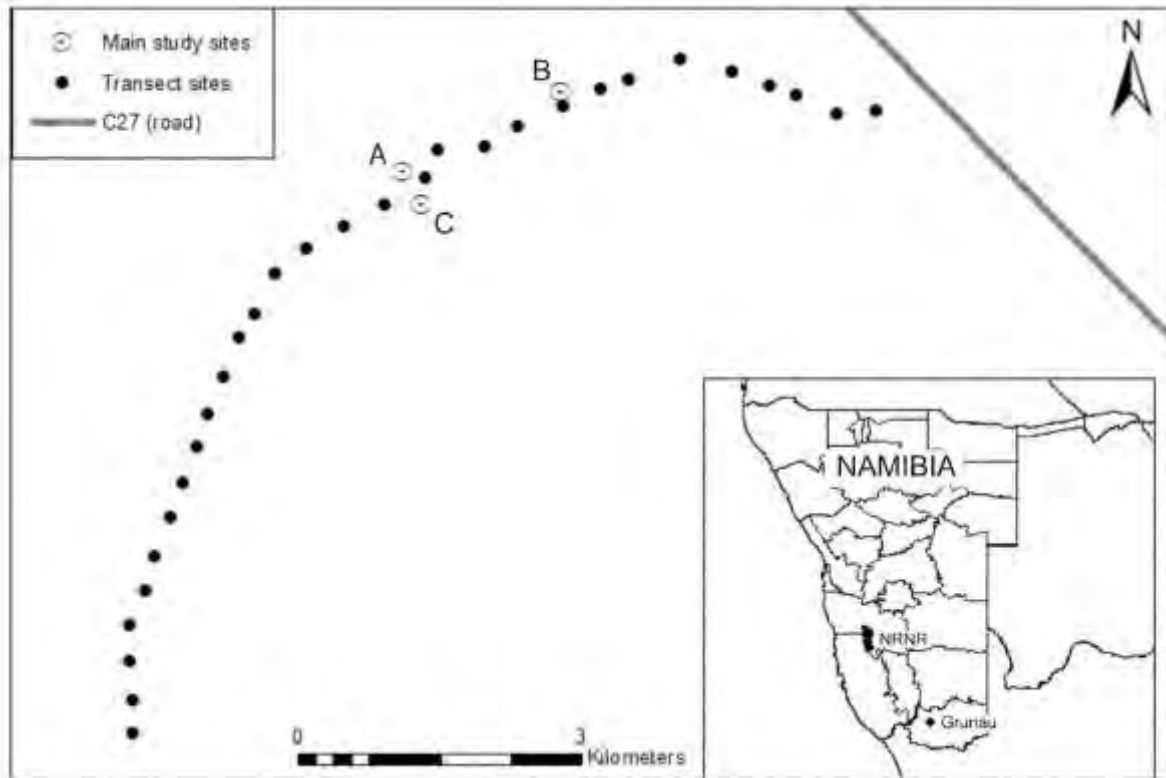 Main study sites
Transect sites
C27 (road)
N
B
A
C
NAMIBIA
NRNR
Grunau
0 3
Kilometers